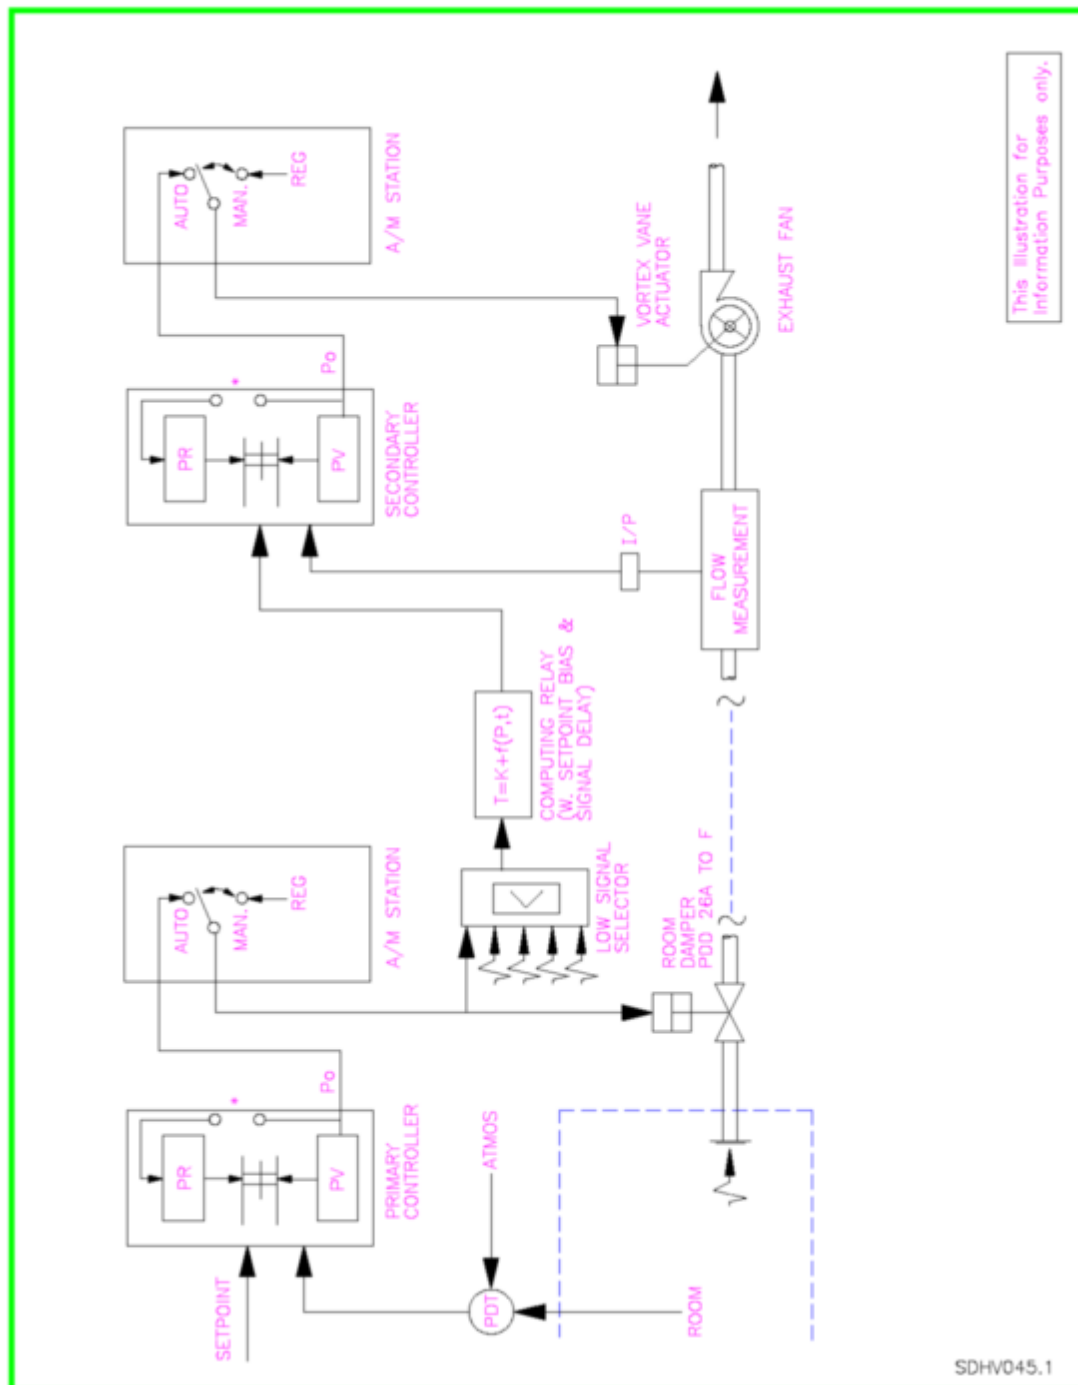 SETPOINT
PR
PV
*
Po
PRIMARY
CONTROLLER
PDT
ATMOS
ROOM
AUTO
MAN.
REG
A/M STATION
LOW SIGNAL
SELECTOR
ROOM
DAMPER
PDD 26A TO F
T=K+f(P,t)
COMPUTING RELAY
(W. SETPOINT BIAS &
SIGNAL DELAY)
PR
PV
*
Po
SECONDARY
CONTROLLER
I/P
FLOW
MEASUREMENT
AUTO
MAN.
REG
A/M STATION
VORTEX VANE
ACTUATOR
EXHAUST FAN
This Illustration for
Information Purposes only.
SDHV045.1